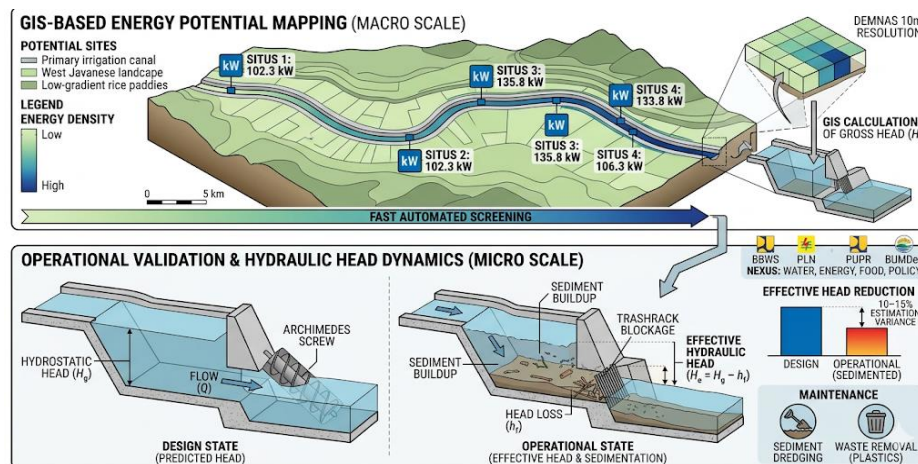 GIS-BASED ENERGY POTENTIAL MAPPING (MACRO SCALE)
POTENTIAL SITES
Primary irrigation canal
West Javanese landcape
Low-gradient rice paddies
LEGEND
ENERGY DENSITY
Low
High
0 5 km
kW
SITUS 1:
102.3 kW
kW
SITUS 2:
102.3 kW
kW
SITUS 3:
135.8 kW
kW
SITUS 3:
135.8 kW
kW
SITUS 4:
133.8 kW
SITUS 4:
106.3 kW
DEMNAS 10m
RESOLUTION
GIS CALCULATION
OF GROSS HEAD (
FAST AUTOMATED SCREENING
OPERATIONAL VALIDATION & HYDRAULIC HEAD DYNAMICS (MICRO SCALE)
HYDROSTATIC
HEAD (Hg)
FLOW
(Q)
ARCHIMEDES
SCREW
DESIGN STATE
(PREDICTED HEAD)
SEDIMENT
BUILDUP
TRASHRACK
BLOCKAGE
SEDIMENT
BUILDUP
HEAD LOSS
(hf)
EFFECTIVE
HYDRAULIC
HEAD
(He = Hg – hf)
OPERATIONAL STATE
(EFFECTIVE HEAD & SEDIMENTATION)
BBWS PLN PUPR BUMDe
NEXUS: WATER, ENERGY, FOOD, POLICY
EFFECTIVE HEAD REDUCTION
10–15%
ESTIMATION
VARIANCE
DESIGN
OPERATIONAL
(SEDIMENTED)
MAINTENANCE
SEDIMENT
DREDGING
WASTE REMOVAL
(PLASTICS)